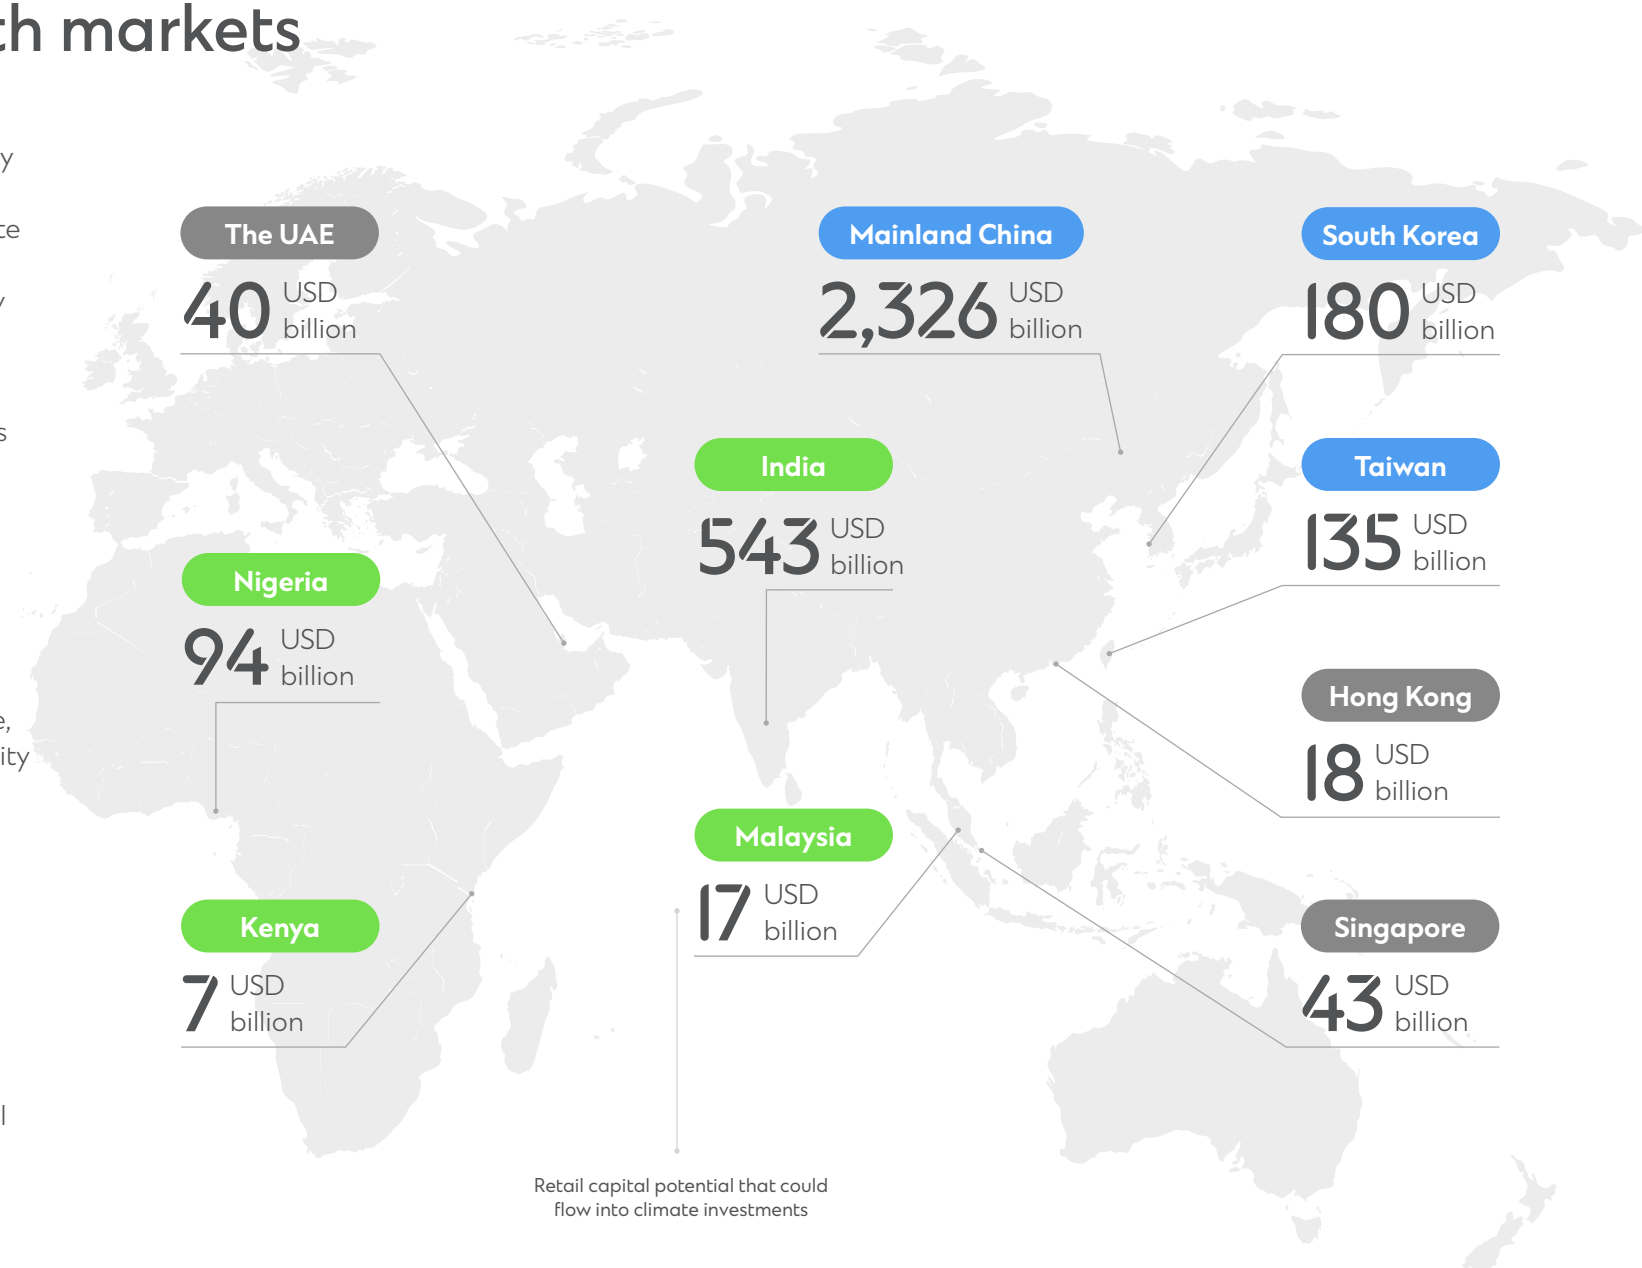 th markets
y
te
y
s
e,
ity
l
The UAE
40 USD
billion
Mainland China
2,326 USD
billion
South Korea
180 USD
billion
India
543 USD
billion
Taiwan
135 USD
billion
Nigeria
94 USD
billion
Hong Kong
18 USD
billion
Malaysia
17 USD
billion
Kenya
7 USD
billion
Singapore
43 USD
billion
Retail capital potential that could
flow into climate investments